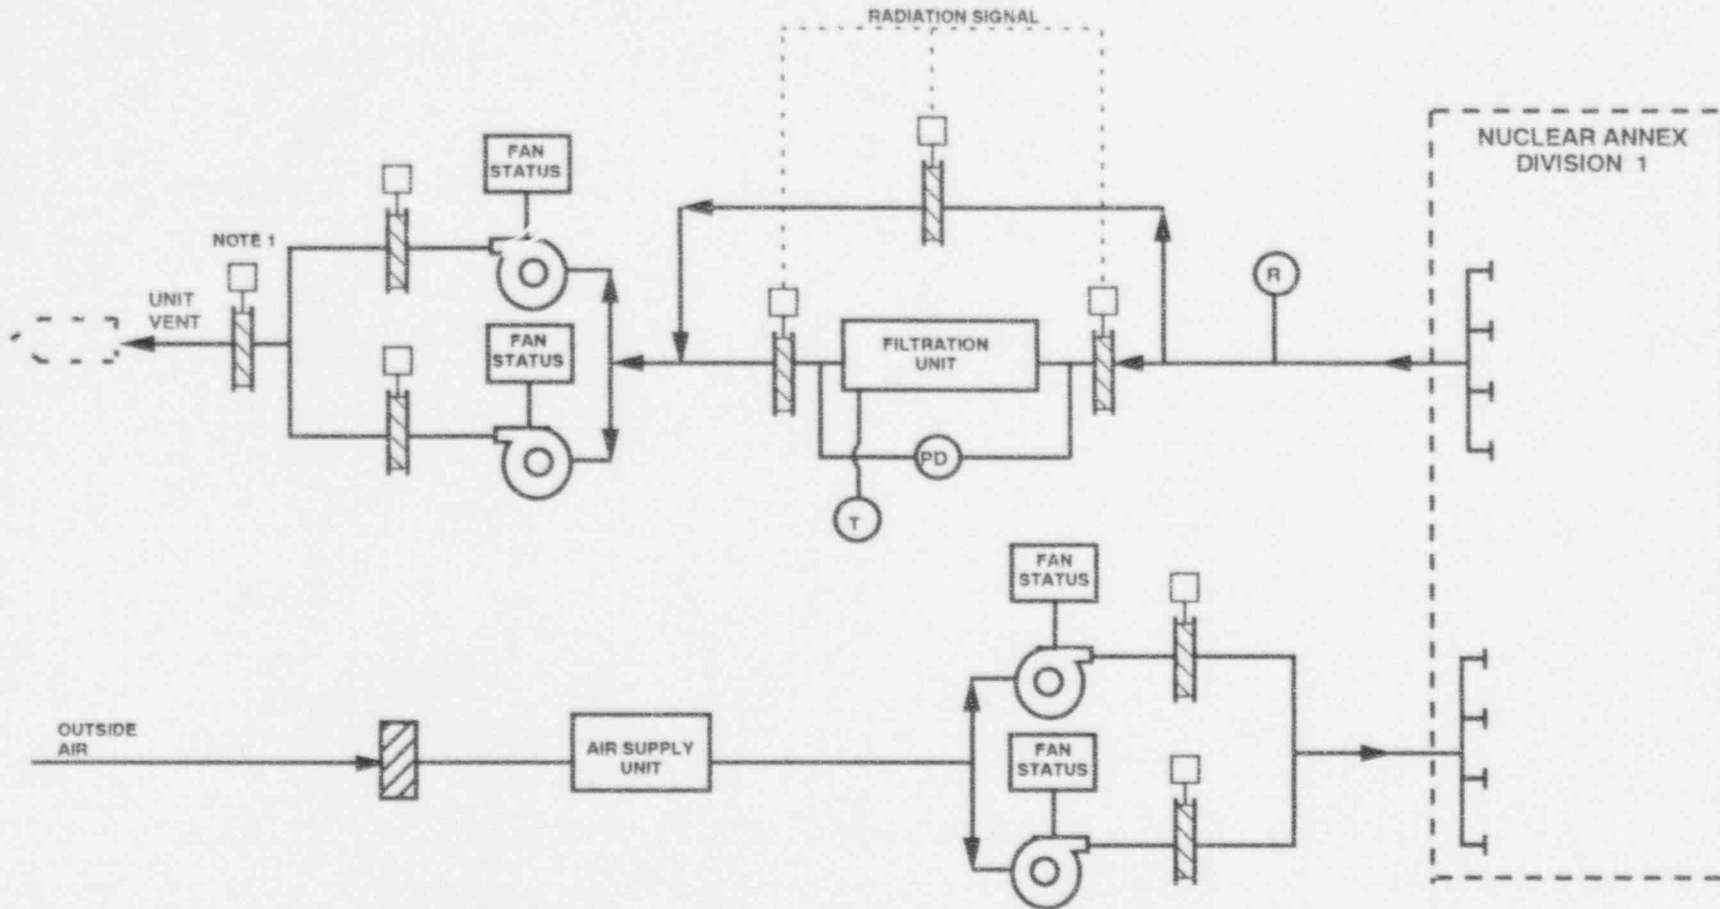 RADIATION SIGNAL
NUCLEAR ANNEX
DIVISION 1
FAN
STATUS
NOTE 1
UNIT
VENT
FAN
STATUS
FILTRATION
UNIT
R
PD
T
FAN
STATUS
OUTSIDE
AIR
AIR SUPPLY
UNIT
FAN
STATUS